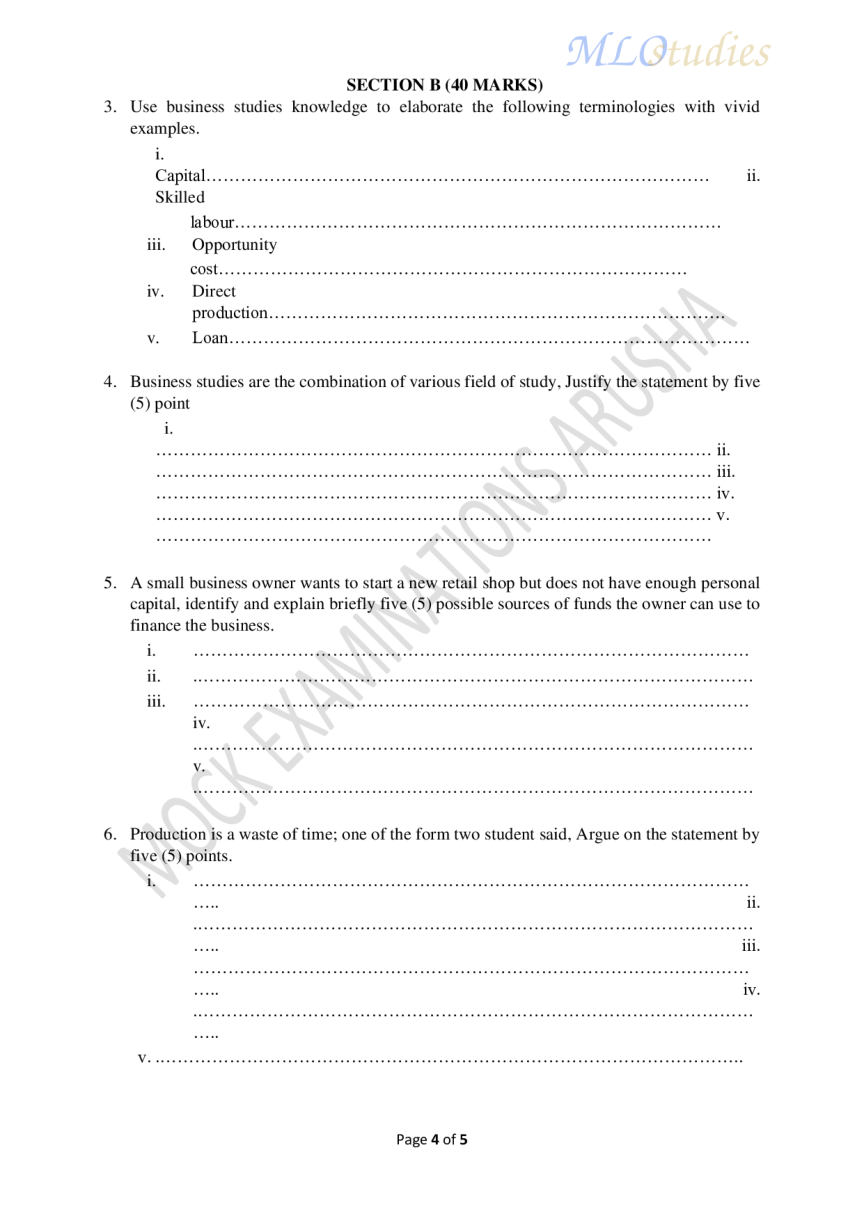 MLOstudies
SECTION B (40 MARKS)
3. Use business studies knowledge to elaborate the following terminologies with vivid
examples.
i.
Capital…………………………………………………………………………… ii.
Skilled
labour…………………………………………………………………………
iii. Opportunity
cost………………………………………………………………………
iv. Direct
production…………………………………………………………………….
v. Loan………………………………………………………………………………
4. Business studies are the combination of various field of study, Justify the statement by five
(5) point
i.
…………………………………………………………………………………… ii.
…………………………………………………………………………………… iii.
…………………………………………………………………………………… iv.
…………………………………………………………………………………… v.
……………………………………………………………………………………
5. A small business owner wants to start a new retail shop but does not have enough personal
capital, identify and explain briefly five (5) possible sources of funds the owner can use to
finance the business.
i. ……………………………………………………………………………………
ii. ..……………………………………………………………………………………
iii. ……………………………………………………………………………………
iv.
..……………………………………………………………………………………
v.
..……………………………………………………………………………………
6. Production is a waste of time; one of the form two student said, Argue on the statement by
five (5) points.
i. ……………………………………………………………………………………
….. ii.
..……………………………………………………………………………………
….. iii.
……………………………………………………………………………………
….. iv.
..……………………………………………………………………………………
…..
v. ..………………………………………………………………………………………..
MOCK EXAMINATIONS ARUSHA
Page 4 of 5